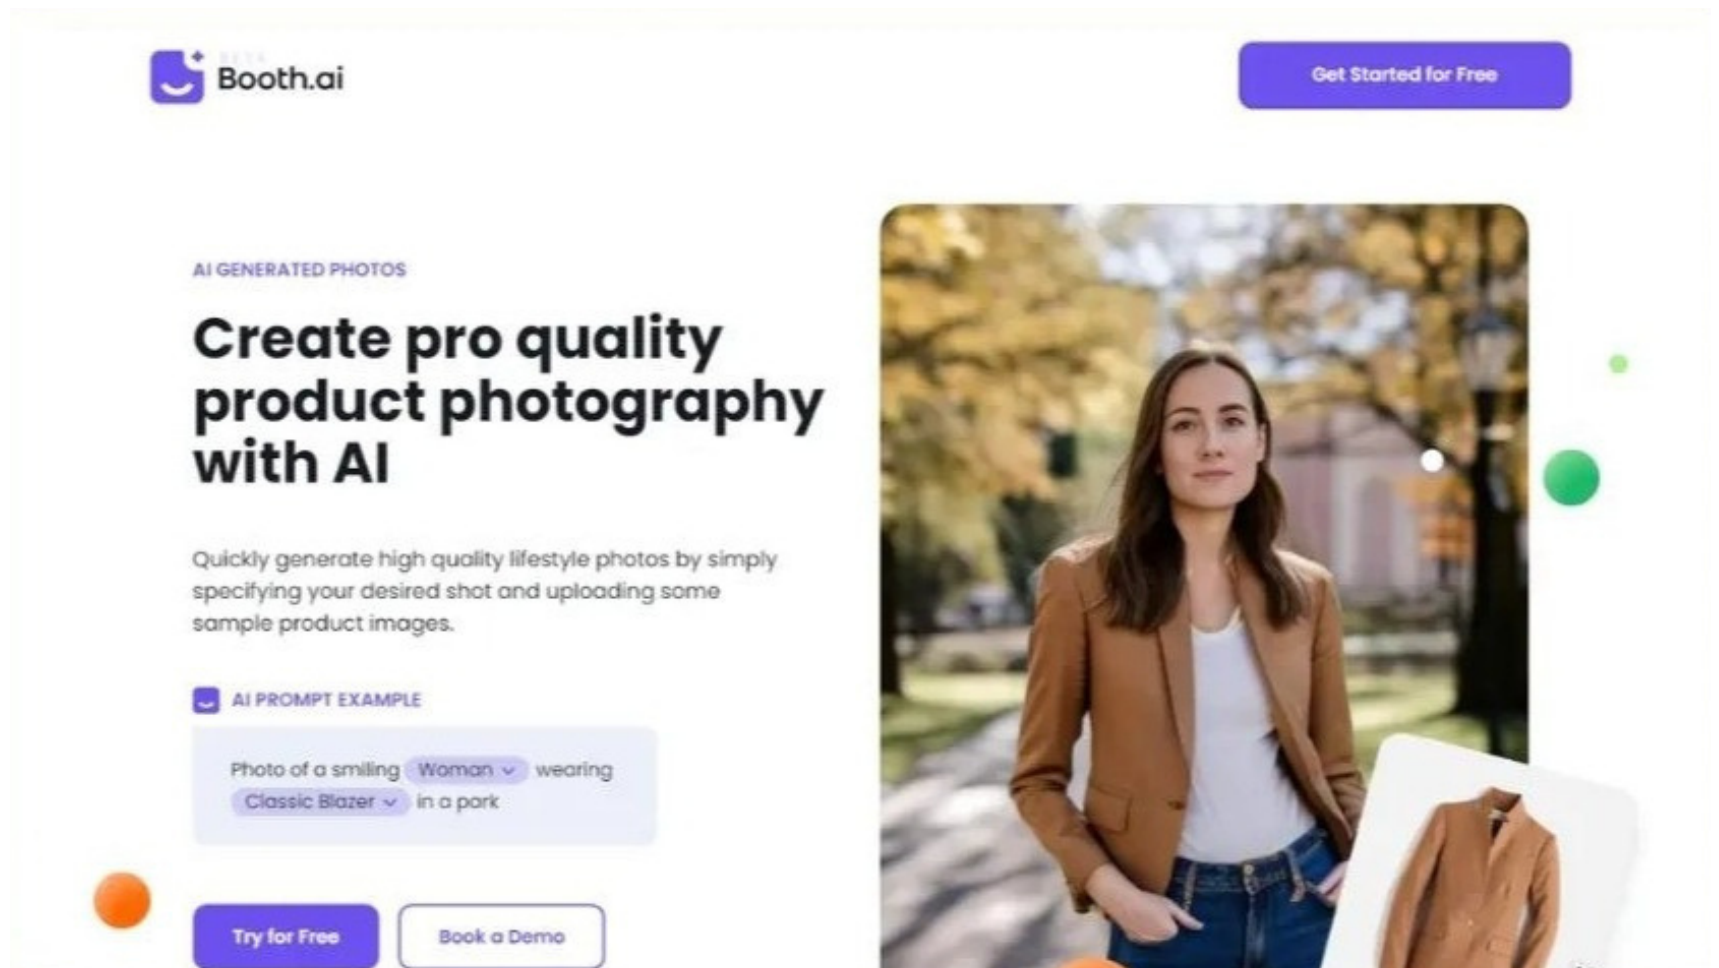 BETA
Booth.ai
Get Started for Free
AI GENERATED PHOTOS
Create pro quality
product photography
with AI
Quickly generate high quality lifestyle photos by simply
specifying your desired shot and uploading some
sample product images.
AI PROMPT EXAMPLE
Photo of a smiling Woman wearing
Classic Blazer in a park
Try for Free
Book a Demo